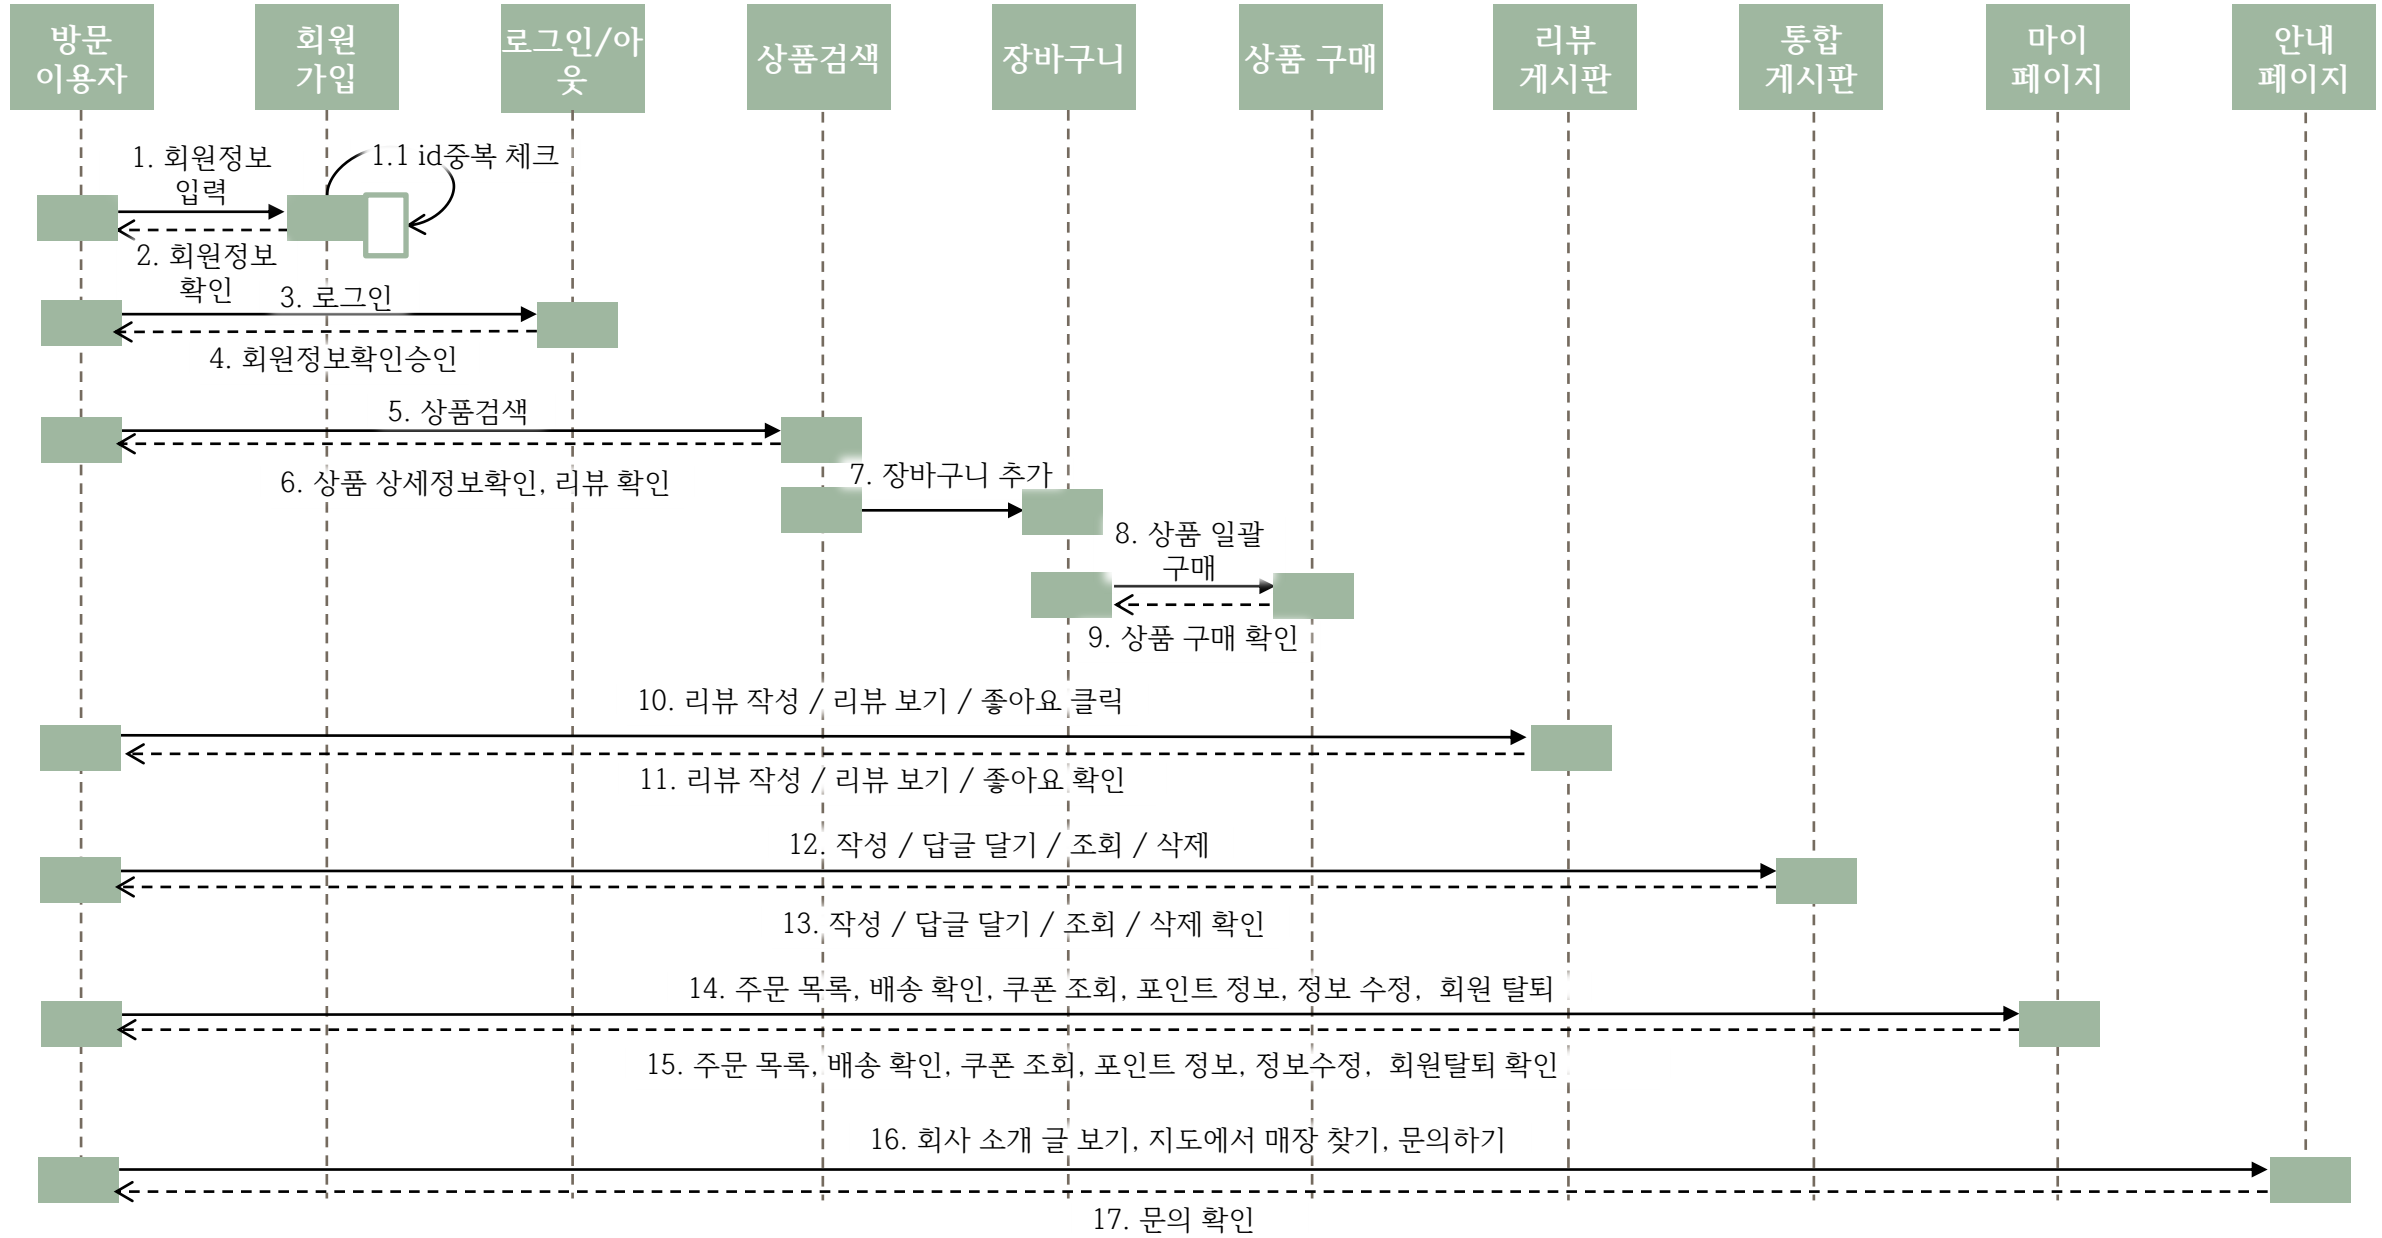 방문
이용자
회원
가입
로그인/아
웃
상품검색
장바구니
상품 구매
리뷰
게시판
통합
게시판
마이
페이지
안내
페이지
1. 회원정보
입력
1.1 id중복 체크
2. 회원정보
확인
3. 로그인
4. 회원정보확인승인
5. 상품검색
6. 상품 상세정보확인, 리뷰 확인
7. 장바구니 추가
8. 상품 일괄
구매
9. 상품 구매 확인
10. 리뷰 작성 / 리뷰 보기 / 좋아요 클릭
11. 리뷰 작성 / 리뷰 보기 / 좋아요 확인
12. 작성 / 답글 달기 / 조회 / 삭제
13. 작성 / 답글 달기 / 조회 / 삭제 확인
14. 주문 목록, 배송 확인, 쿠폰 조회, 포인트 정보, 정보 수정,  회원 탈퇴
15. 주문 목록, 배송 확인, 쿠폰 조회, 포인트 정보, 정보수정,  회원탈퇴 확인
16. 회사 소개 글 보기, 지도에서 매장 찾기, 문의하기
17. 문의 확인